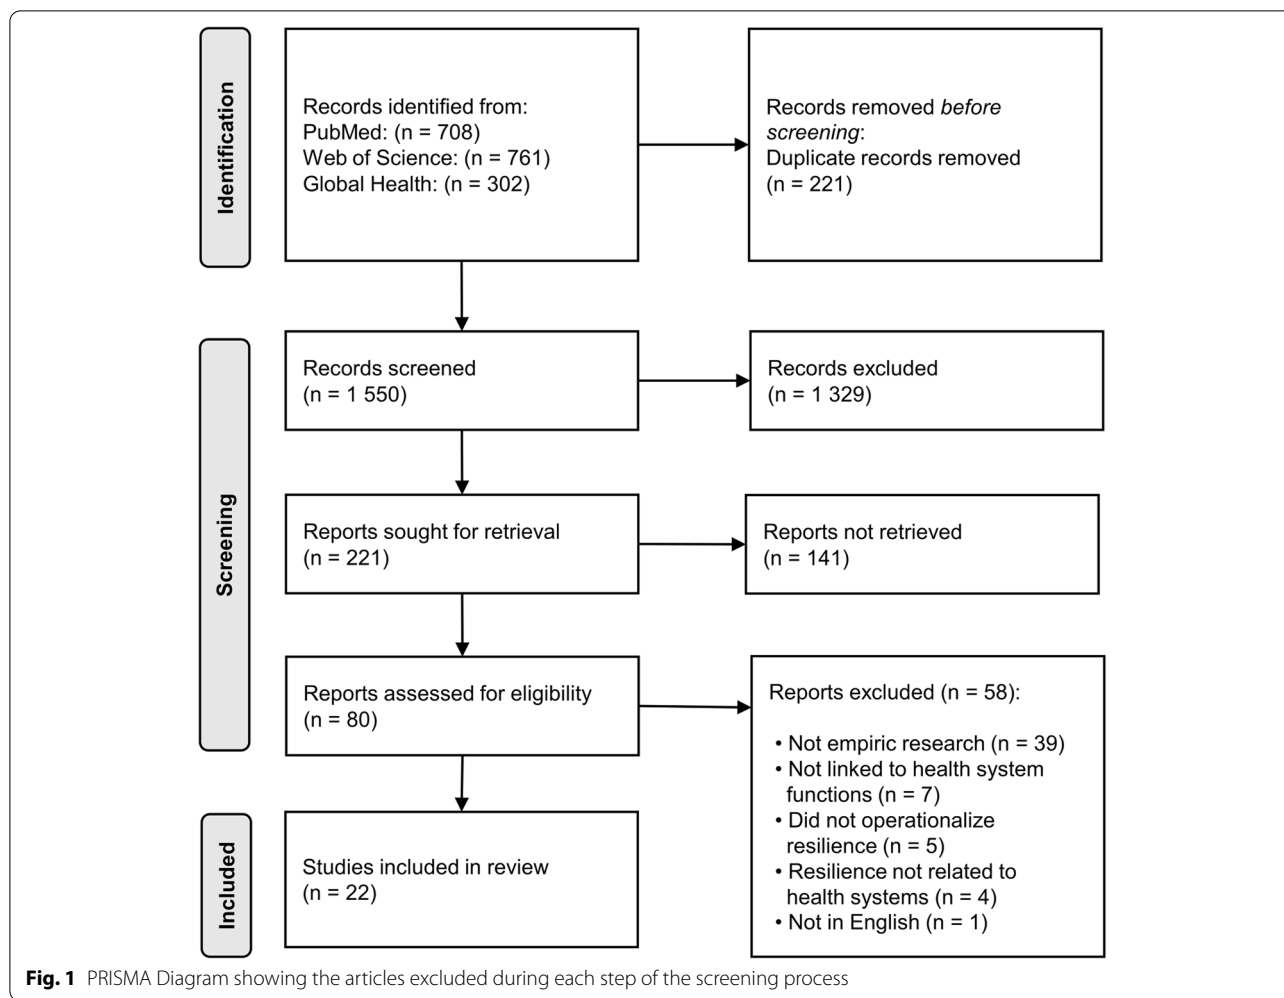 Identification
Records identified from:
PubMed: (n = 708)
Web of Science: (n = 761)
Global Health: (n = 302)
Records removed before
screening:
Duplicate records removed
(n = 221)
Screening
Records screened
(n = 1 550)
Records excluded
(n = 1 329)
Reports sought for retrieval
(n = 221)
Reports not retrieved
(n = 141)
Reports assessed for eligibility
(n = 80)
Reports excluded (n = 58):
• Not empiric research (n = 39)
• Not linked to health system
functions (n = 7)
• Did not operationalize
resilience (n = 5)
• Resilience not related to
health systems (n = 4)
• Not in English (n = 1)
Included
Studies included in review
(n = 22)
Fig. 1 PRISMA Diagram showing the articles excluded during each step of the screening process